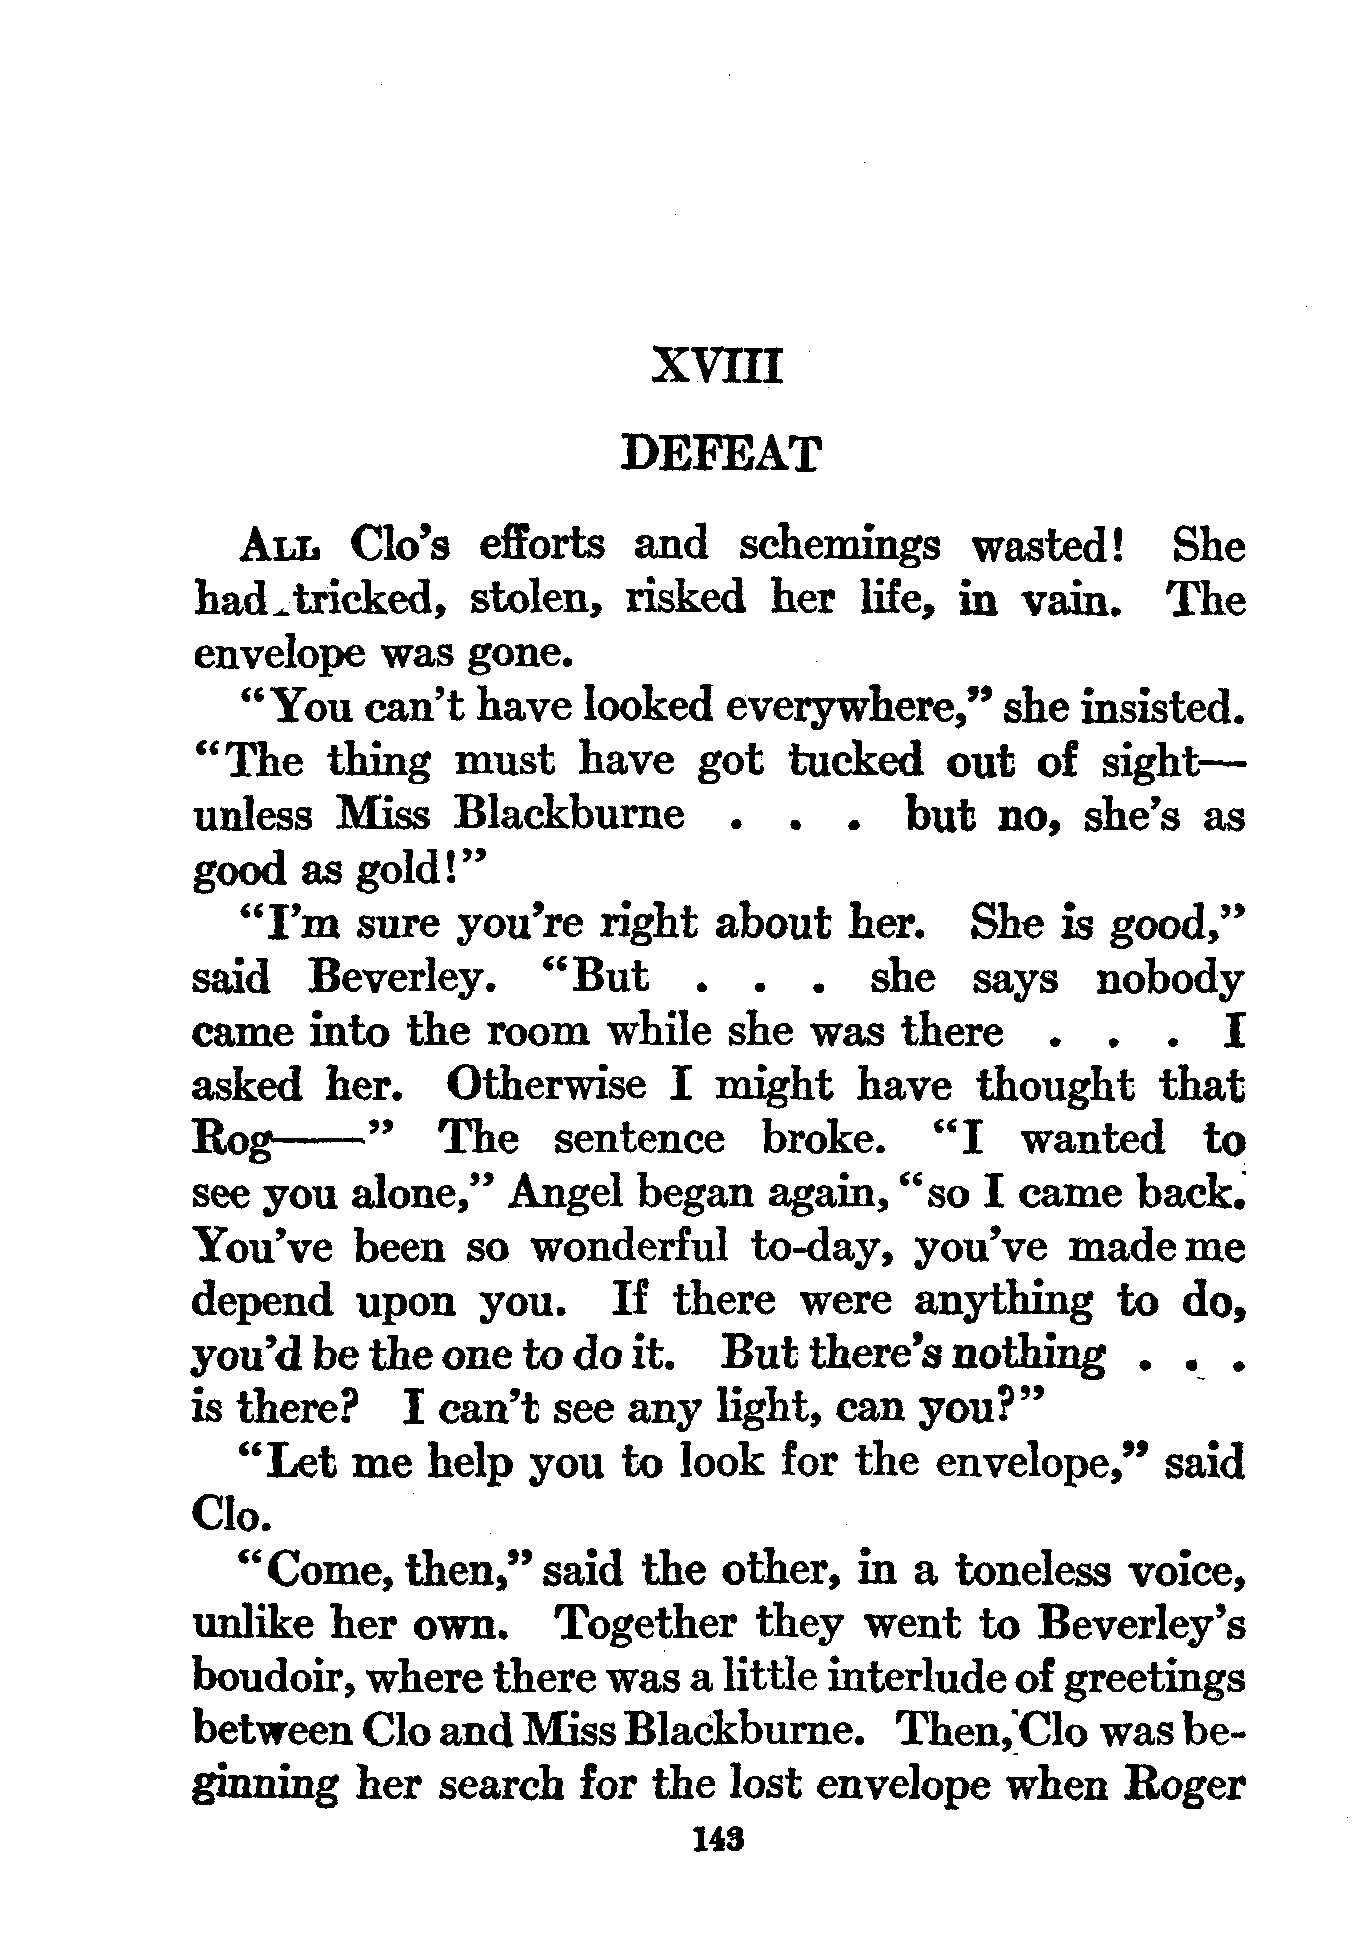 XVIII
DEFEAT
ALL Clo's efforts and schemings wasted! She
had tricked, stolen, risked her life, in vain. The
envelope was gone.
"You can't have looked everywhere," she insisted.
"The thing must have got tucked out of sight—
unless Miss Blackburne . . . but no, she's as
good as gold!"
"I'm sure you're right about her. She is good,"
said Beverley. "But . . . she says nobody
came into the room while she was there . . . I
asked her. Otherwise I might have thought that
Rog——" The sentence broke. "I wanted to
see you alone," Angel began again, "so I came back.
You've been so wonderful to-day, you've made me
depend upon you. If there were anything to do,
you'd be the one to do it. But there's nothing . . .
is there? I can't see any light, can you?"
"Let me help you to look for the envelope," said
Clo.
"Come, then," said the other, in a toneless voice,
unlike her own. Together they went to Beverley's
boudoir, where there was a little interlude of greetings
between Clo and Miss Blackburne. Then, Clo was be-
ginning her search for the lost envelope when Roger
143